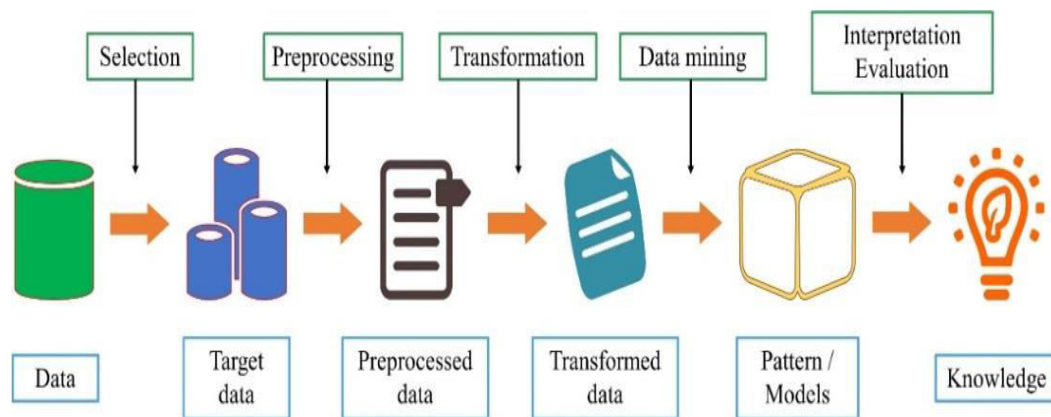 Selection
Preprocessing
Transformation
Data mining
Interpretation
Evaluation
Data
Target
data
Preprocessed
data
Transformed
data
Pattern /
Models
Knowledge